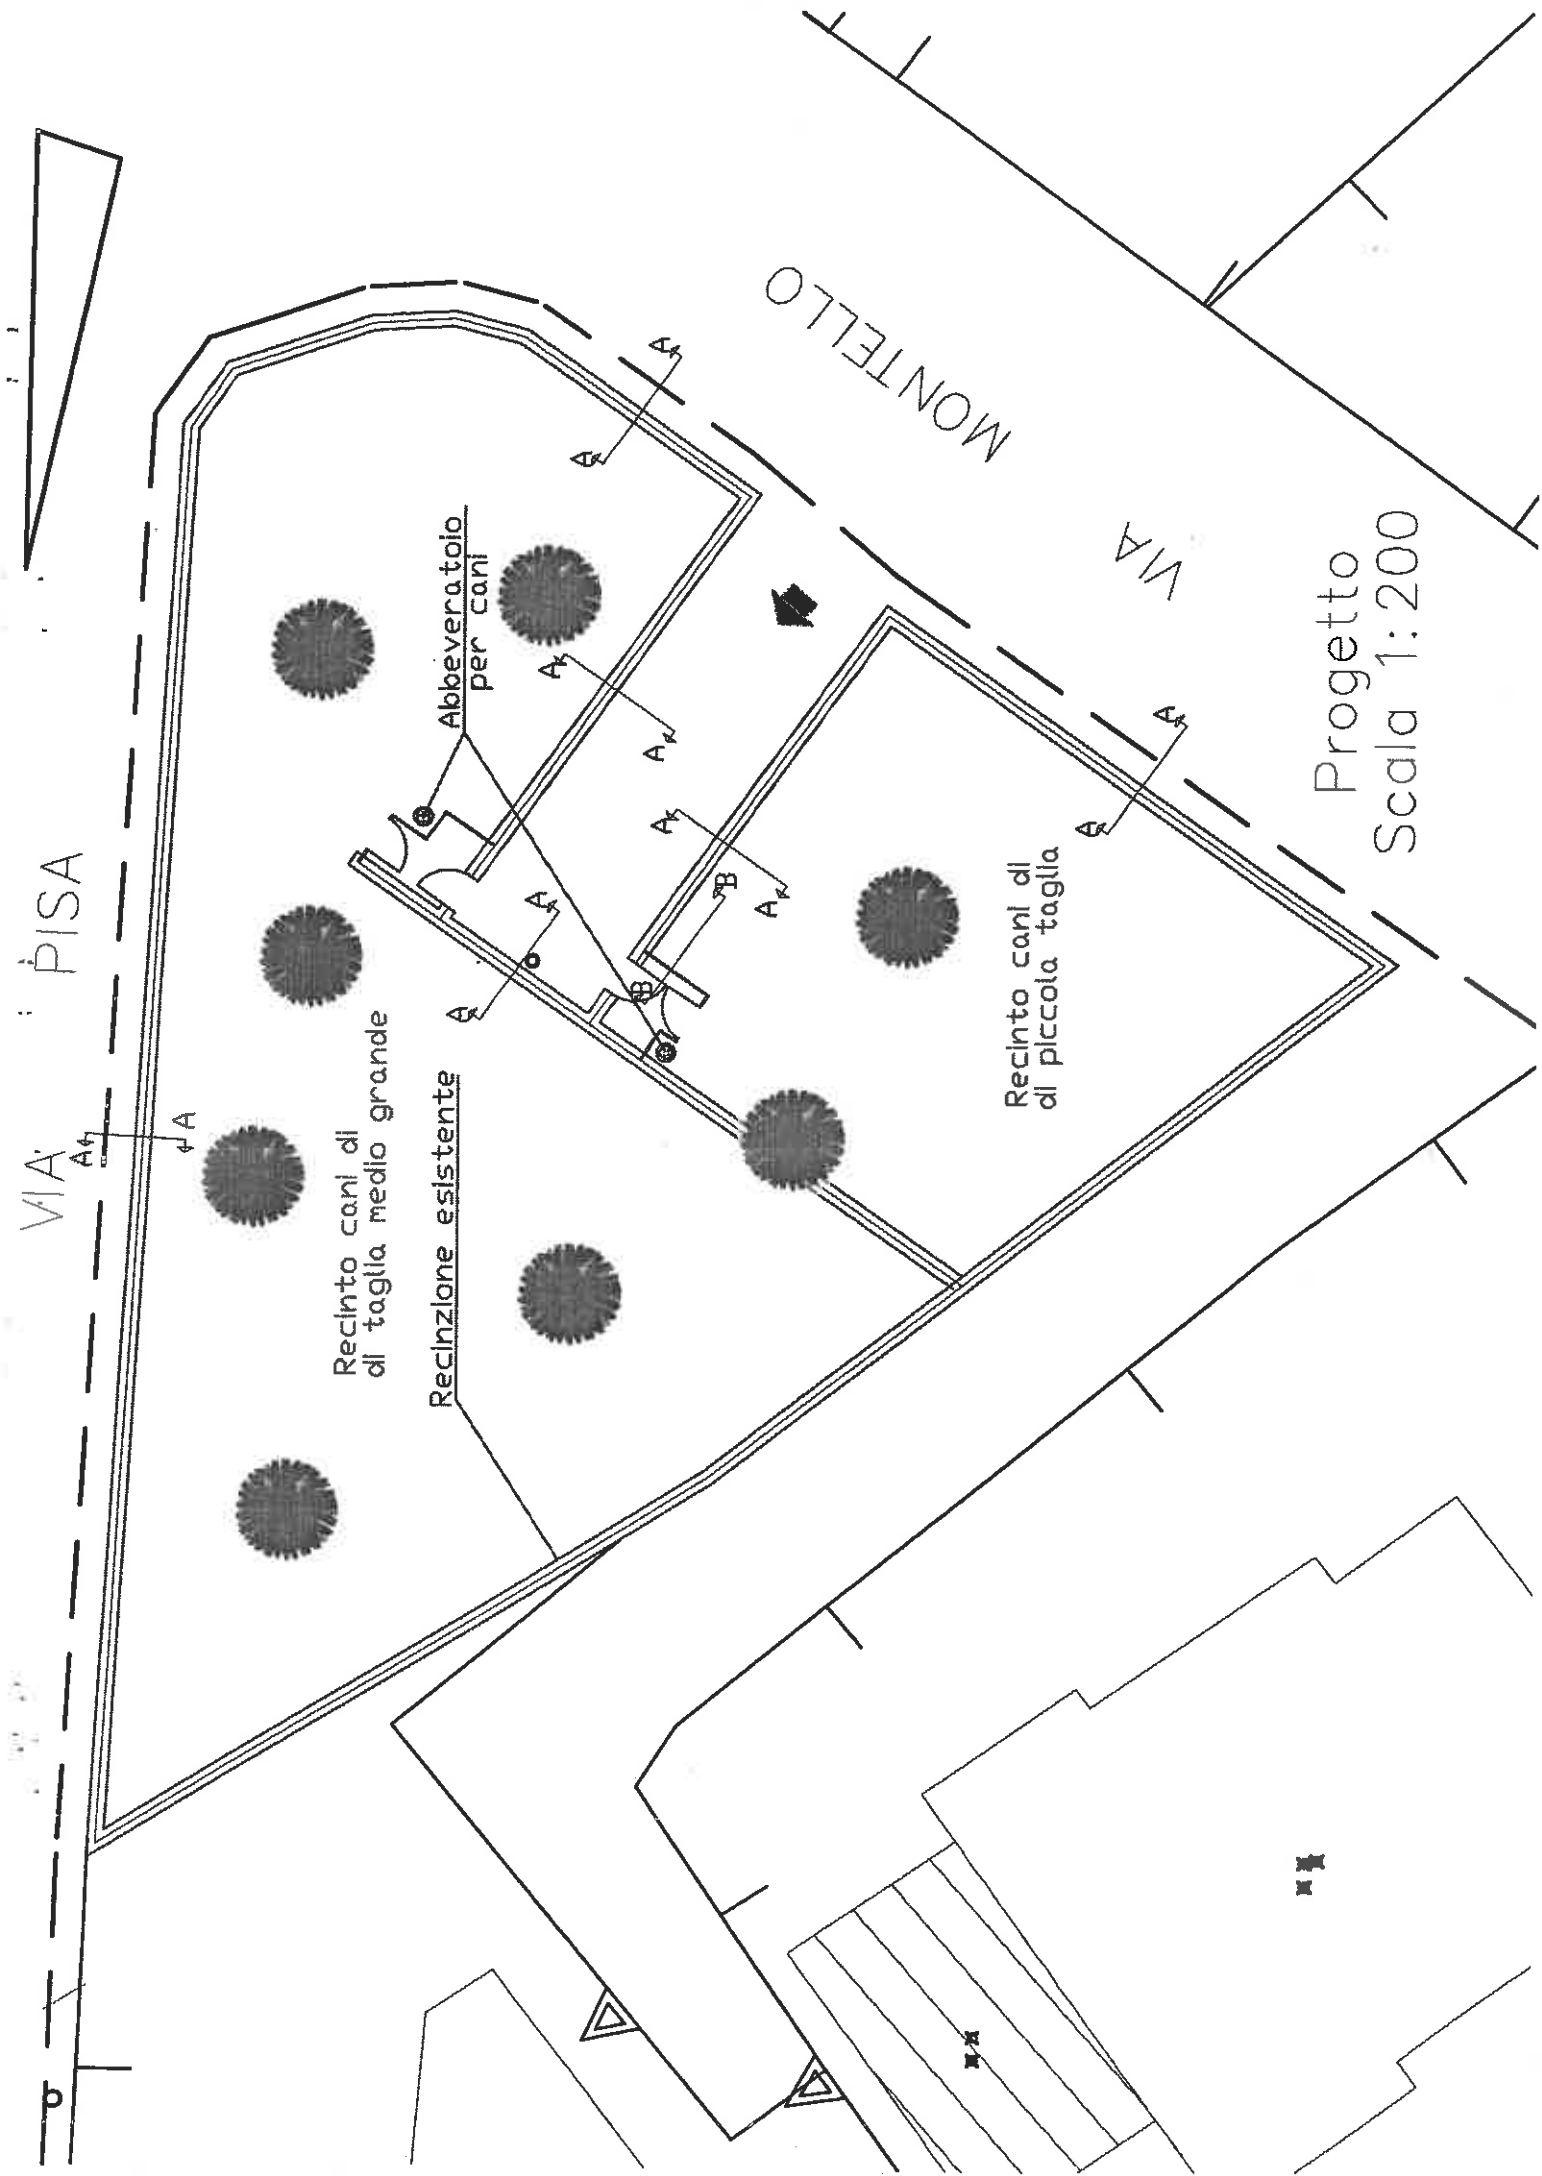 VIA PISA
VIA MONTELLO
Abbeveratoio
per cani
Recinto cani di
di taglia medio grande
Recinzione esistente
Recinto cani di
di piccola taglia
Progetto
Scala 1:200
A
A
A
A
A
A
A
A
A
A
A
A
B
B